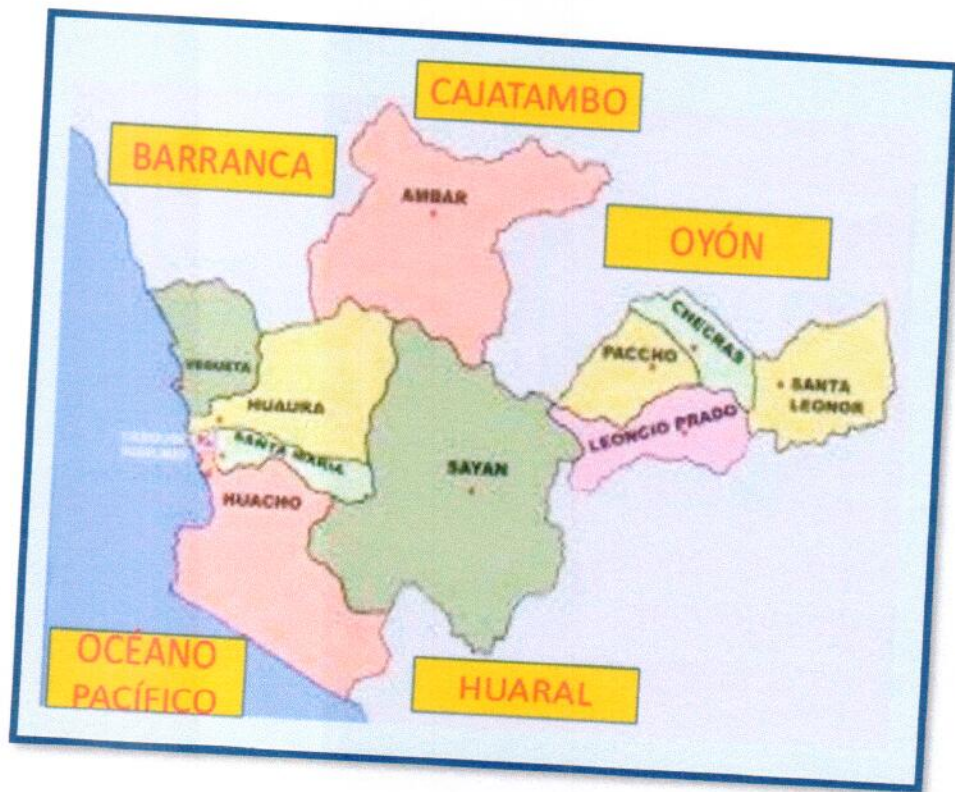 CAJATAMBO
BARRANCA
AMBAR
OYÓN
CHECRAS
PACCHO
SANTA
LEONOR
VEGUETA
HUAURA
LEONCIO PRADO
SANTA MARIA
SAYAN
HUACHO
OCÉANO
PACÍFICO
HUARAL